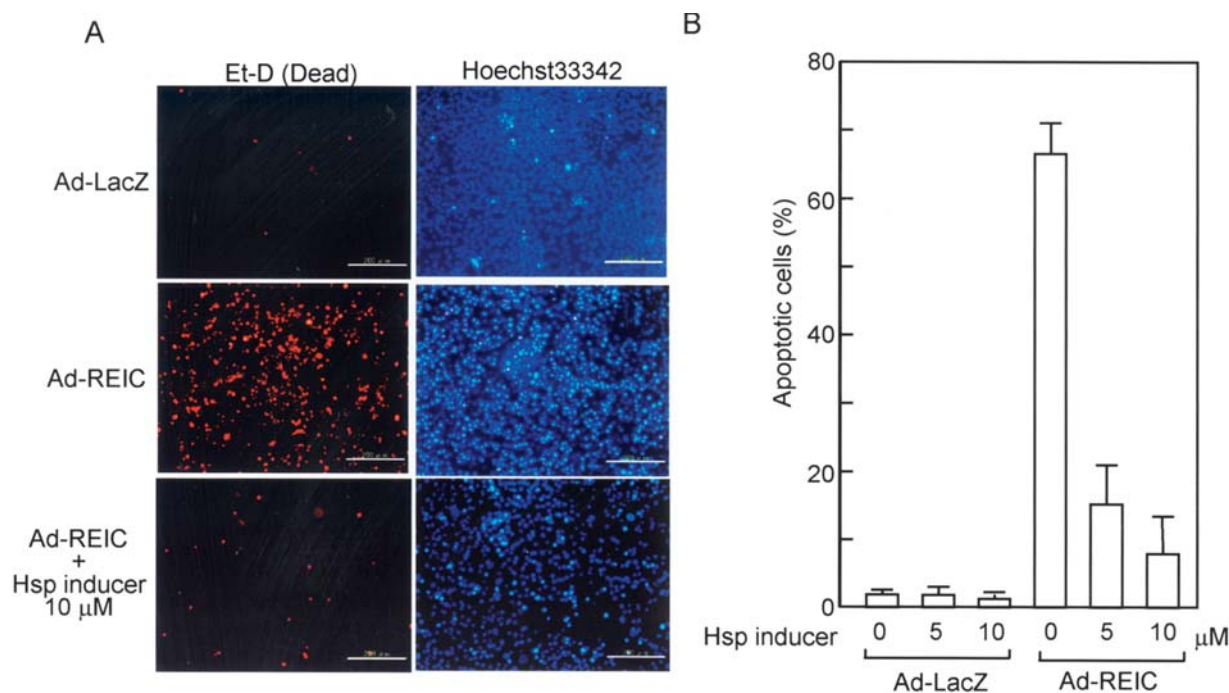 A
Et-D (Dead)
Hoechst33342
Ad-LacZ
Ad-REIC
Ad-REIC
+
Hsp inducer
10 μM
B
80
60
40
20
0
Apoptotic cells (%)
Hsp inducer 0 5 10 0 5 10 μM
Ad-LacZ Ad-REIC